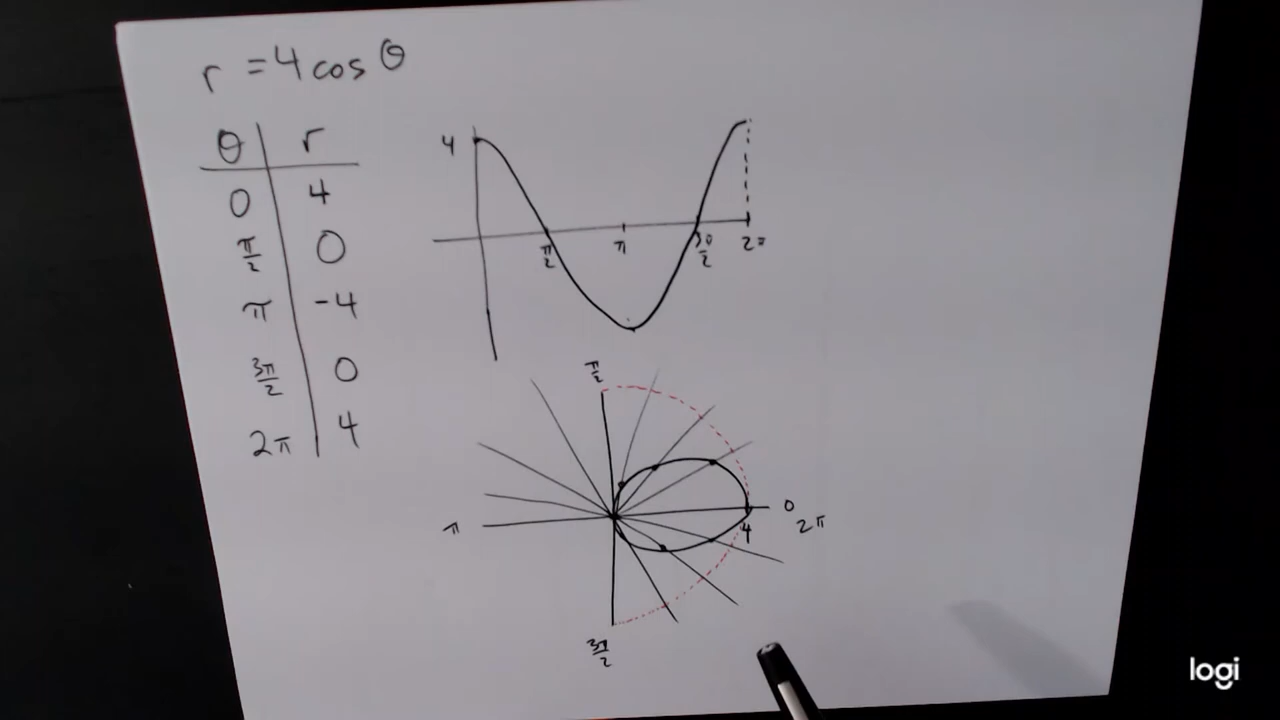 r = 4 cos θ
θ r
0 4
π/2 0
π -4
3π/2 0
2π 4
4
π/2 π 3π/2 2π
π/2
π 0
2π
4
3π/2
logi